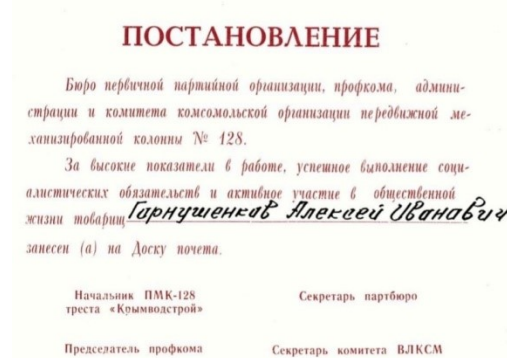 ПОСТАНОВЛЕНИЕ
Бюро первичной партийной организации, профкома, админи-
страции и комитета комсомольской организации передвижной ме-
ханизированной колонны № 128.
За высокие показатели в работе, успешное выполнение соци-
алистических обязательств и активное участие в общественной
жизни товарищ Горнушенков Алексей Иванович
занесен (а) на Доску почета.
Начальник ПМК-128
треста «Крымводстрой»
Секретарь партбюро
Председатель профкома
Секретарь комитета ВЛКСМ